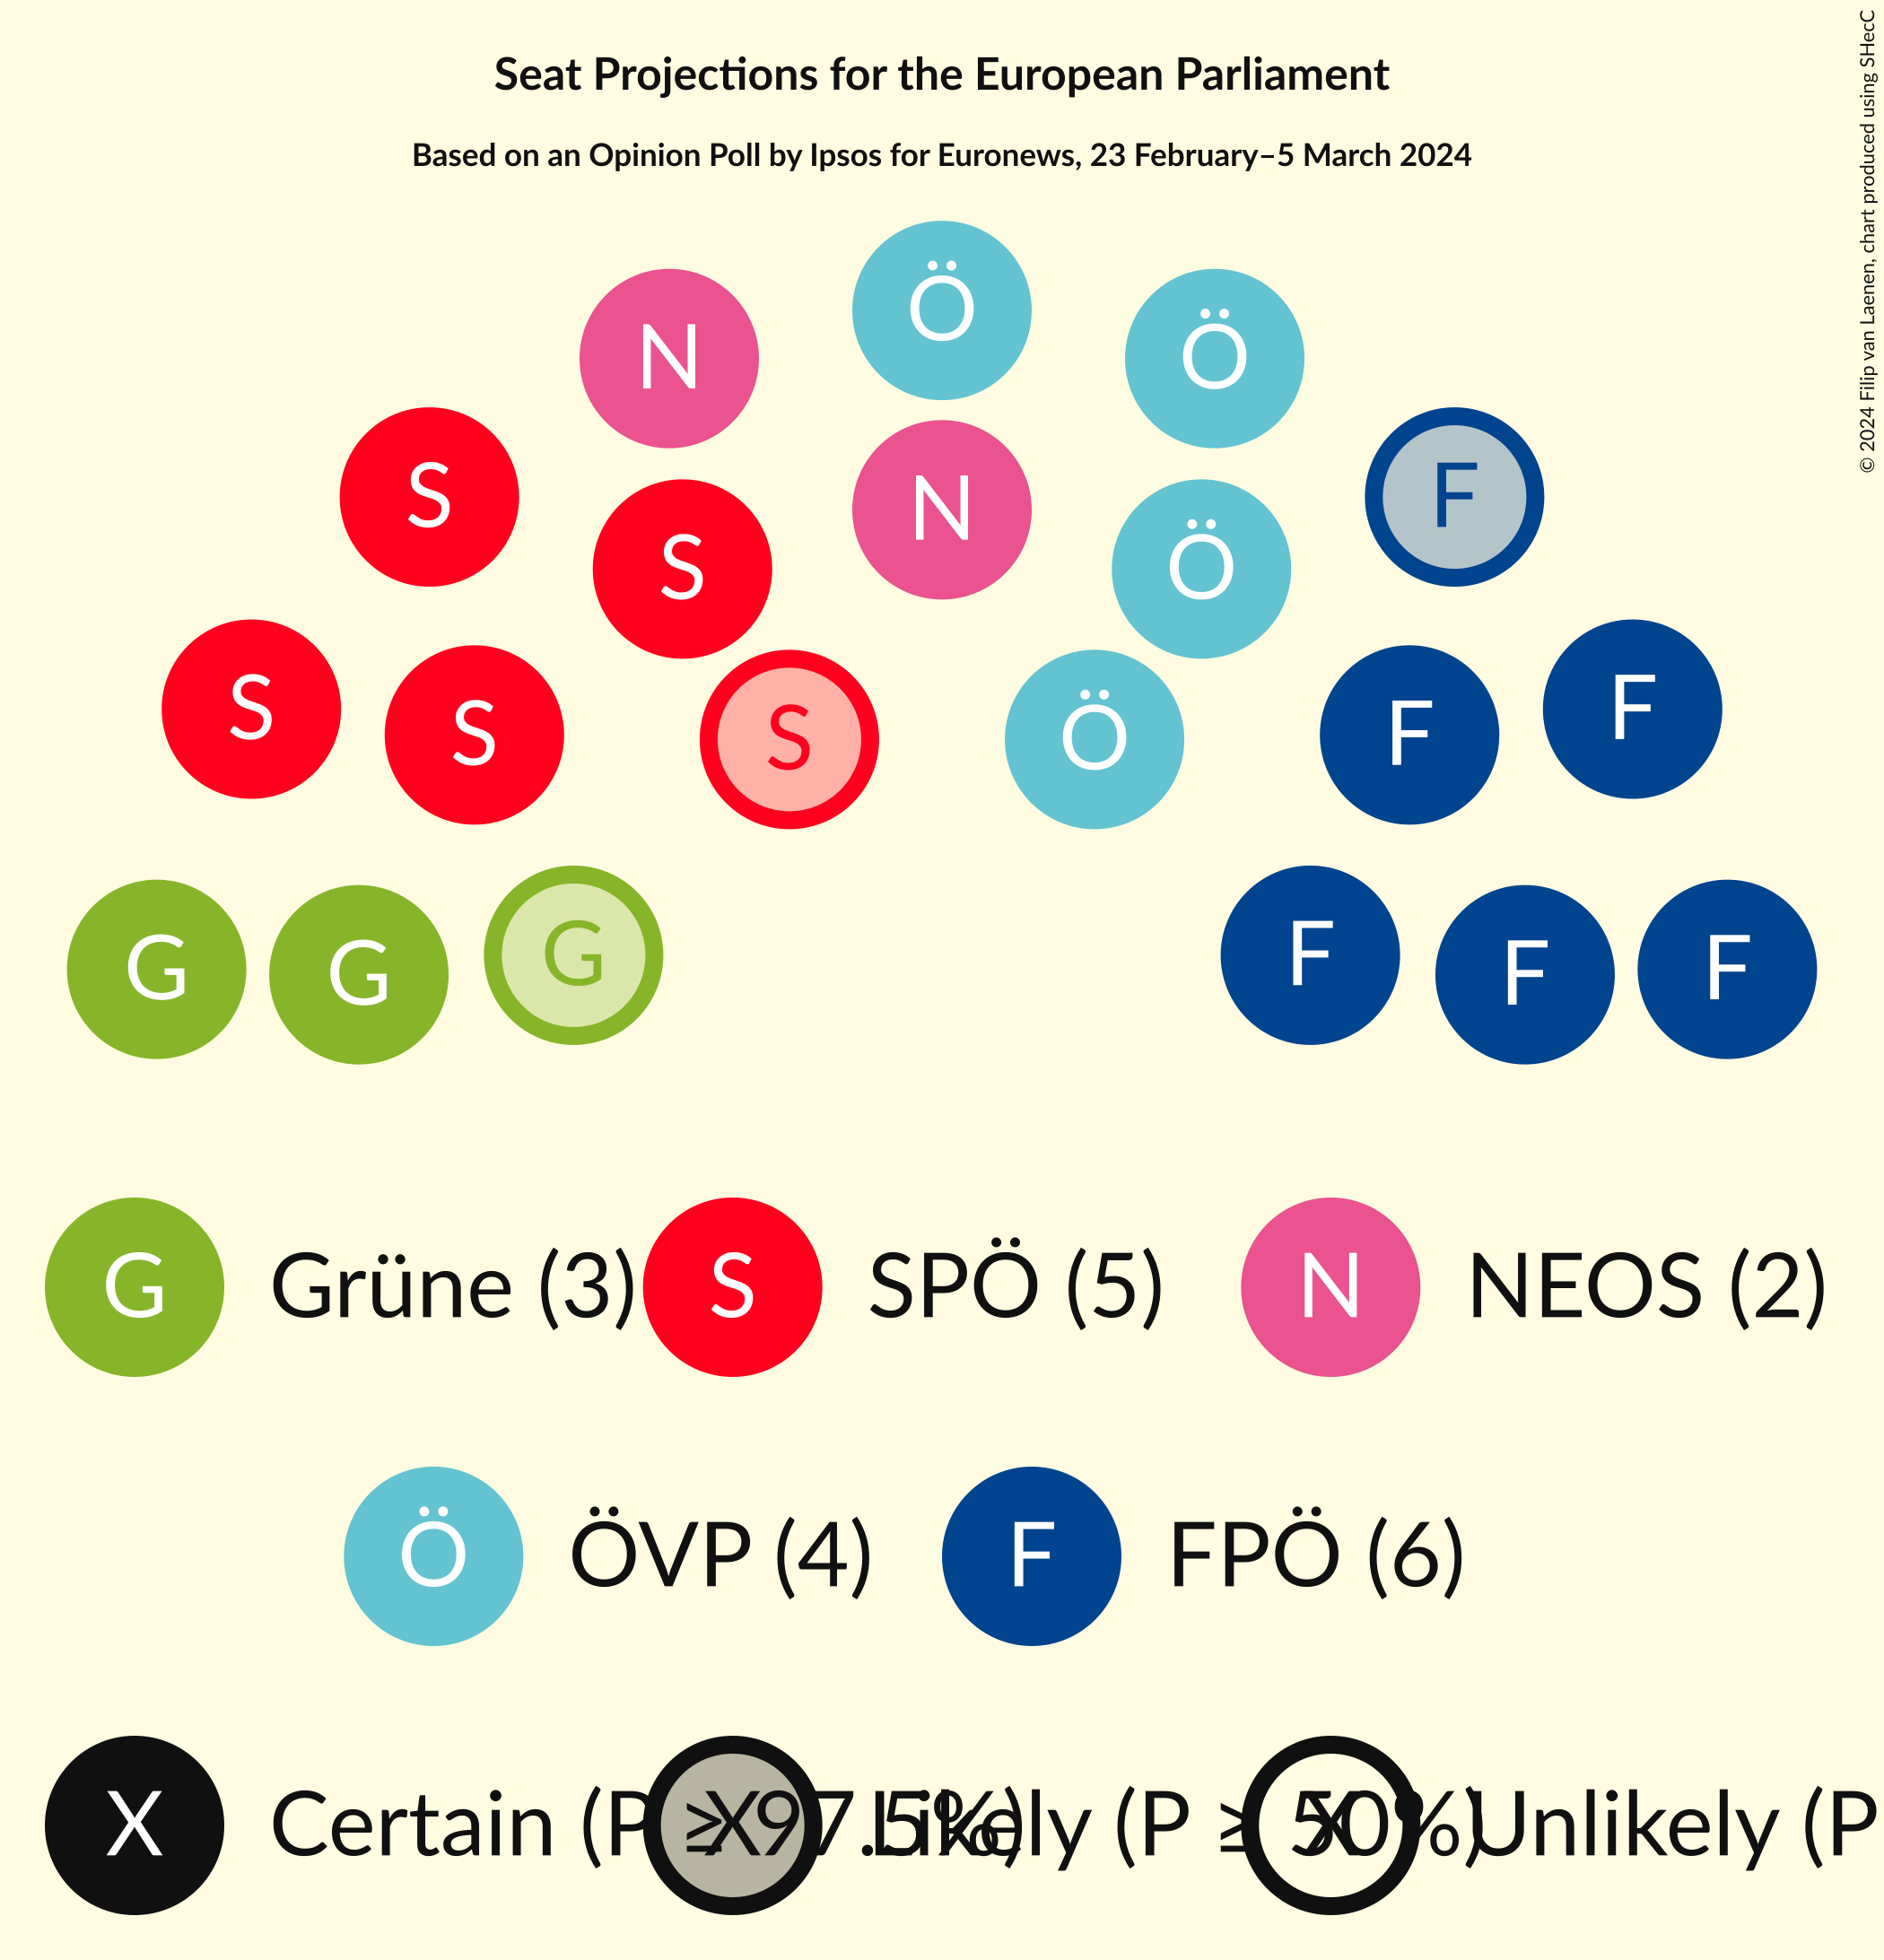 Seat Projections for the European Parliament
Based on an Opinion Poll by Ipsos for Euronews, 23 February–5 March 2024
© 2024 Filip van Laenen, chart produced using SHecC
Ö
N Ö
S F
N
S Ö
S F
S F
S Ö
G F
G F
G F
G Grüne (3) S SPÖ (5) N NEOS (2)
Ö ÖVP (4) F FPÖ (6)
X Certain (P ≥ 97.5%) X Likely (P ≥ 50%) X Unlikely (P